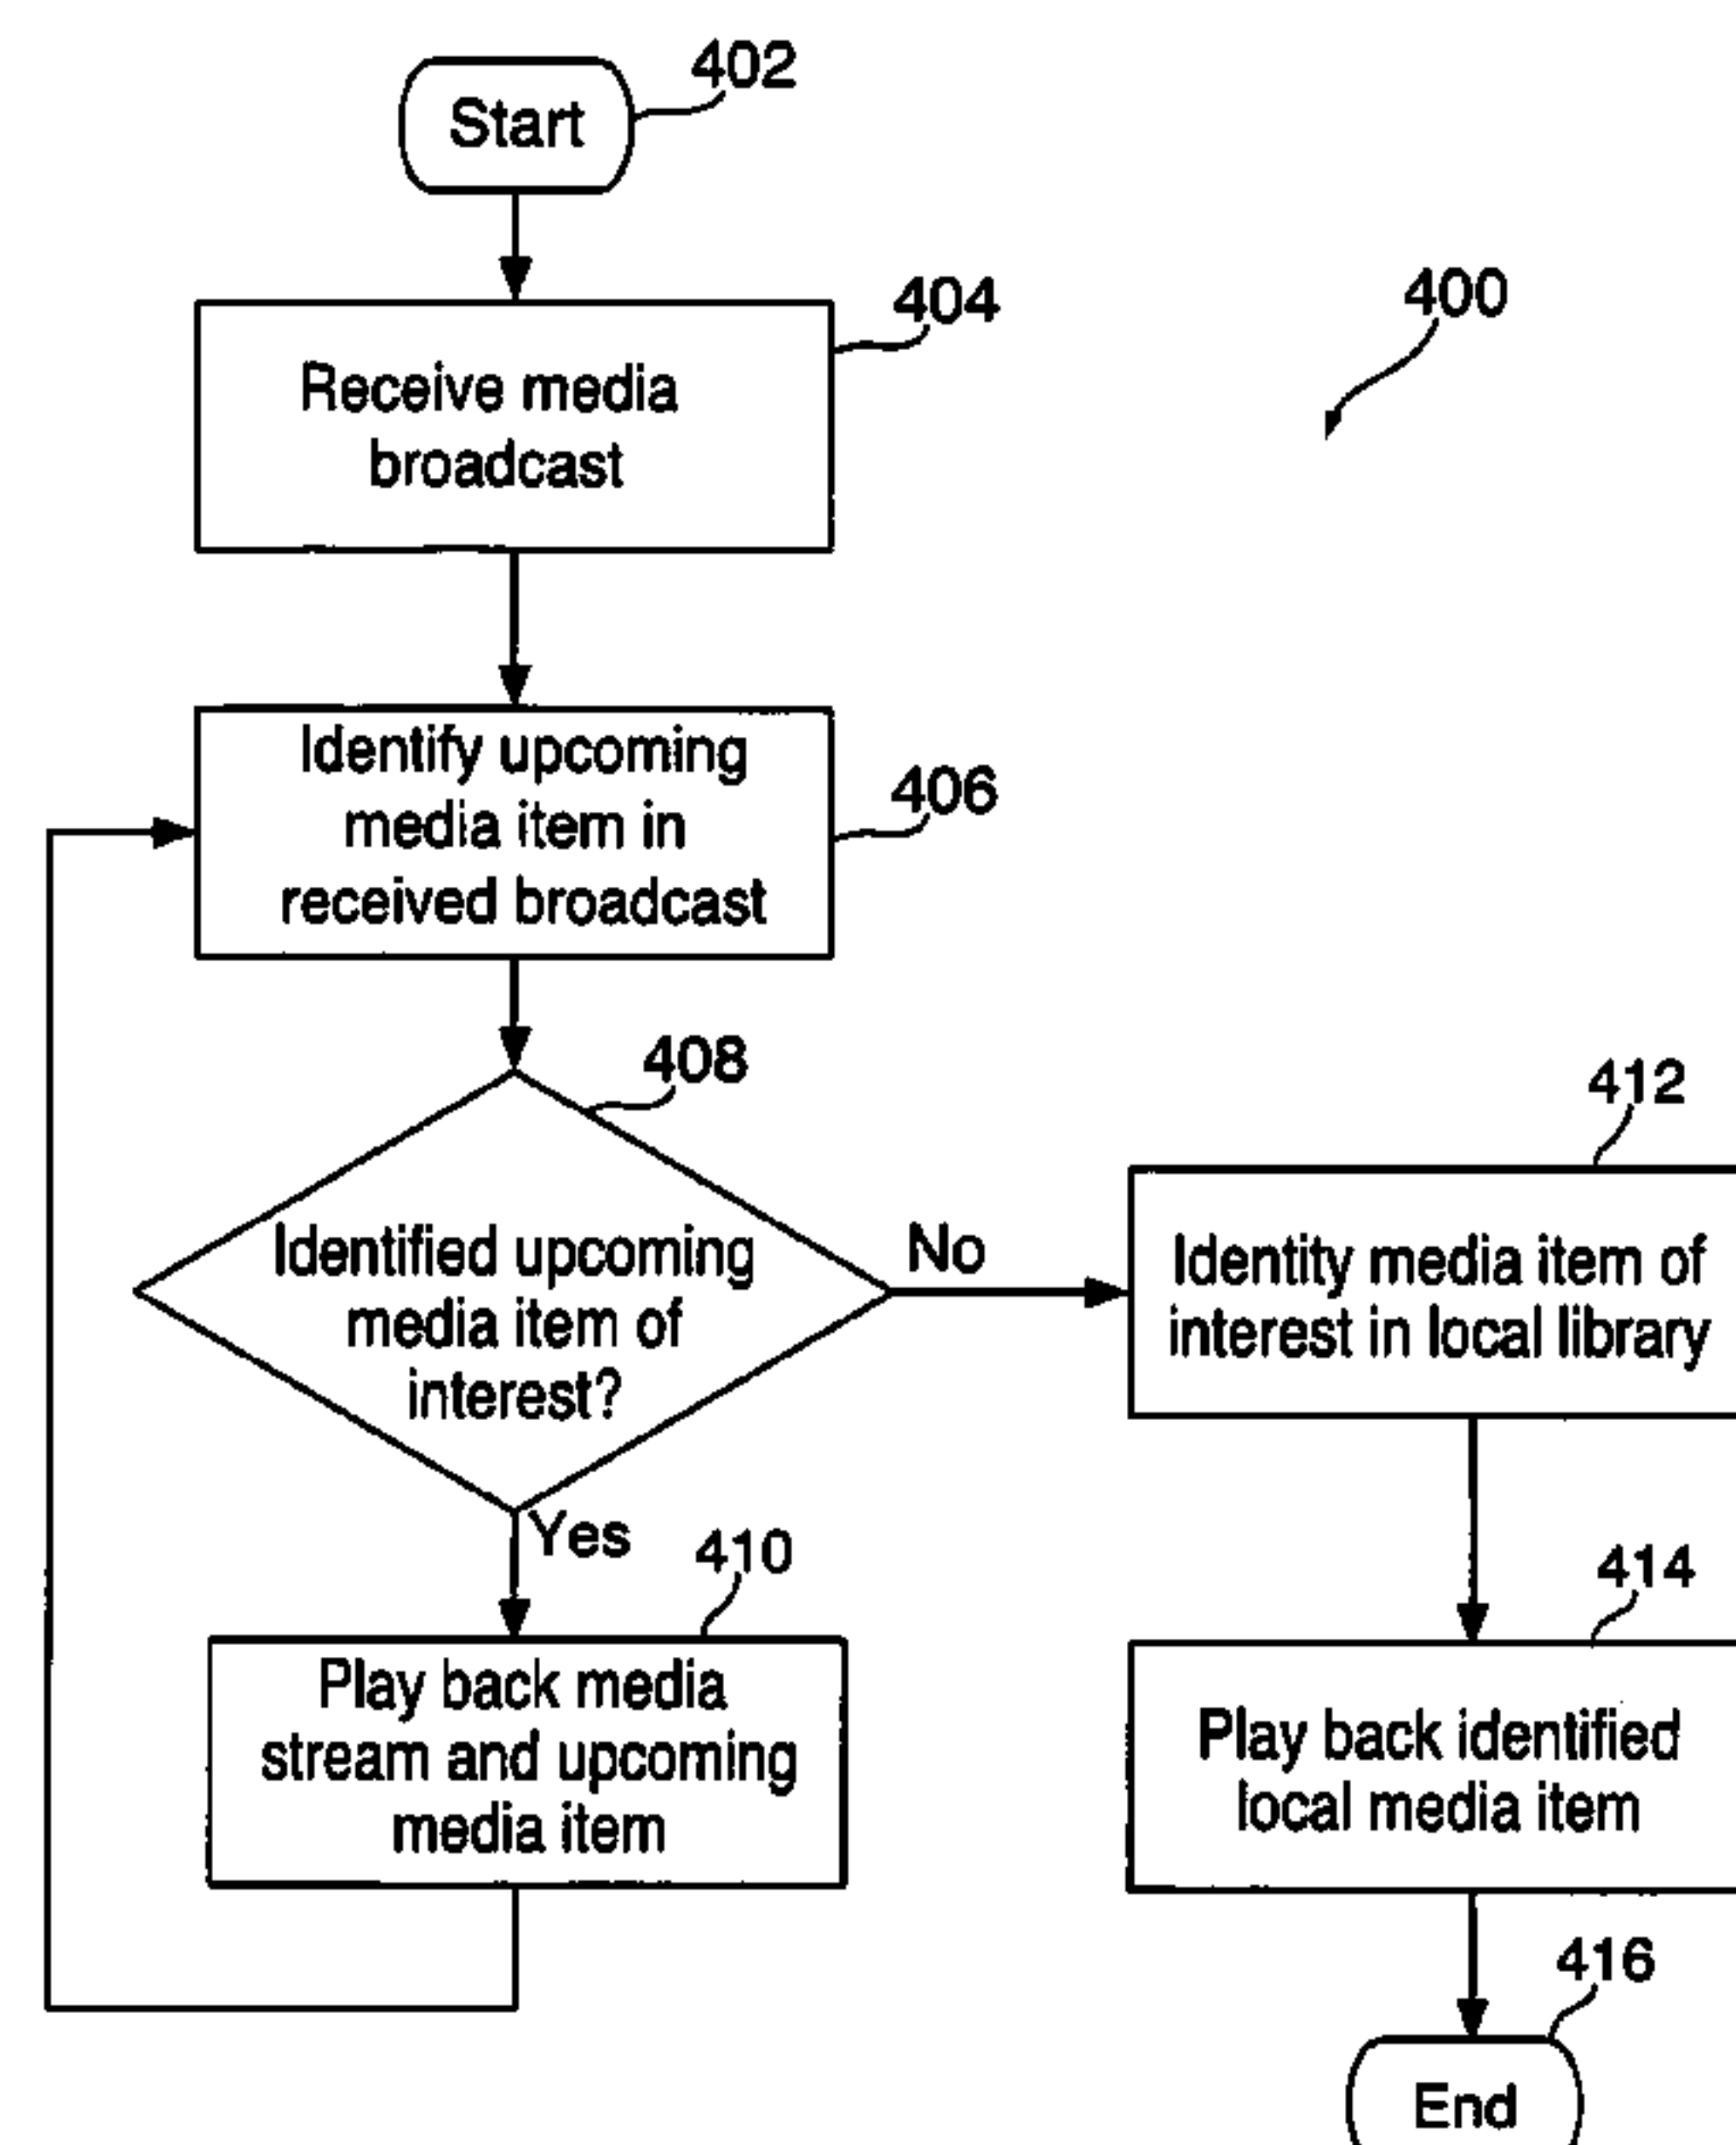 402
Start
404
Receive media
broadcast
400
Identify upcoming
media item in
received broadcast
406
408
Identified upcoming
media item of
interest?
No
Yes
412
Identity media item of
interest in local library
410
Play back media
stream and upcoming
media item
414
Play back identified
local media item
416
End